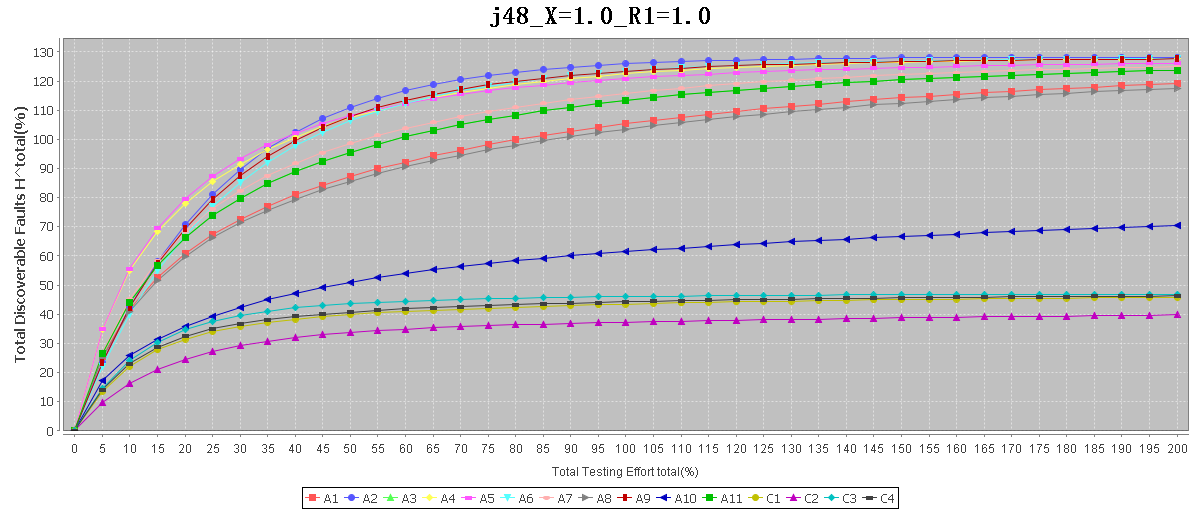 j48_X=1.0_R1=1.0
Total Discoverable Faults H^total(%)
130
120
110
100
90
80
70
60
50
40
30
20
10
0
0 5 10 15 20 25 30 35 40 45 50 55 60 65 70 75 80 85 90 95 100 105 110 115 120 125 130 135 140 145 150 155 160 165 170 175 180 185 190 195 200
Total Testing Effort total(%)
A1 A2 A3 A4 A5 A6 A7 A8 A9 A10 A11 C1 C2 C3 C4